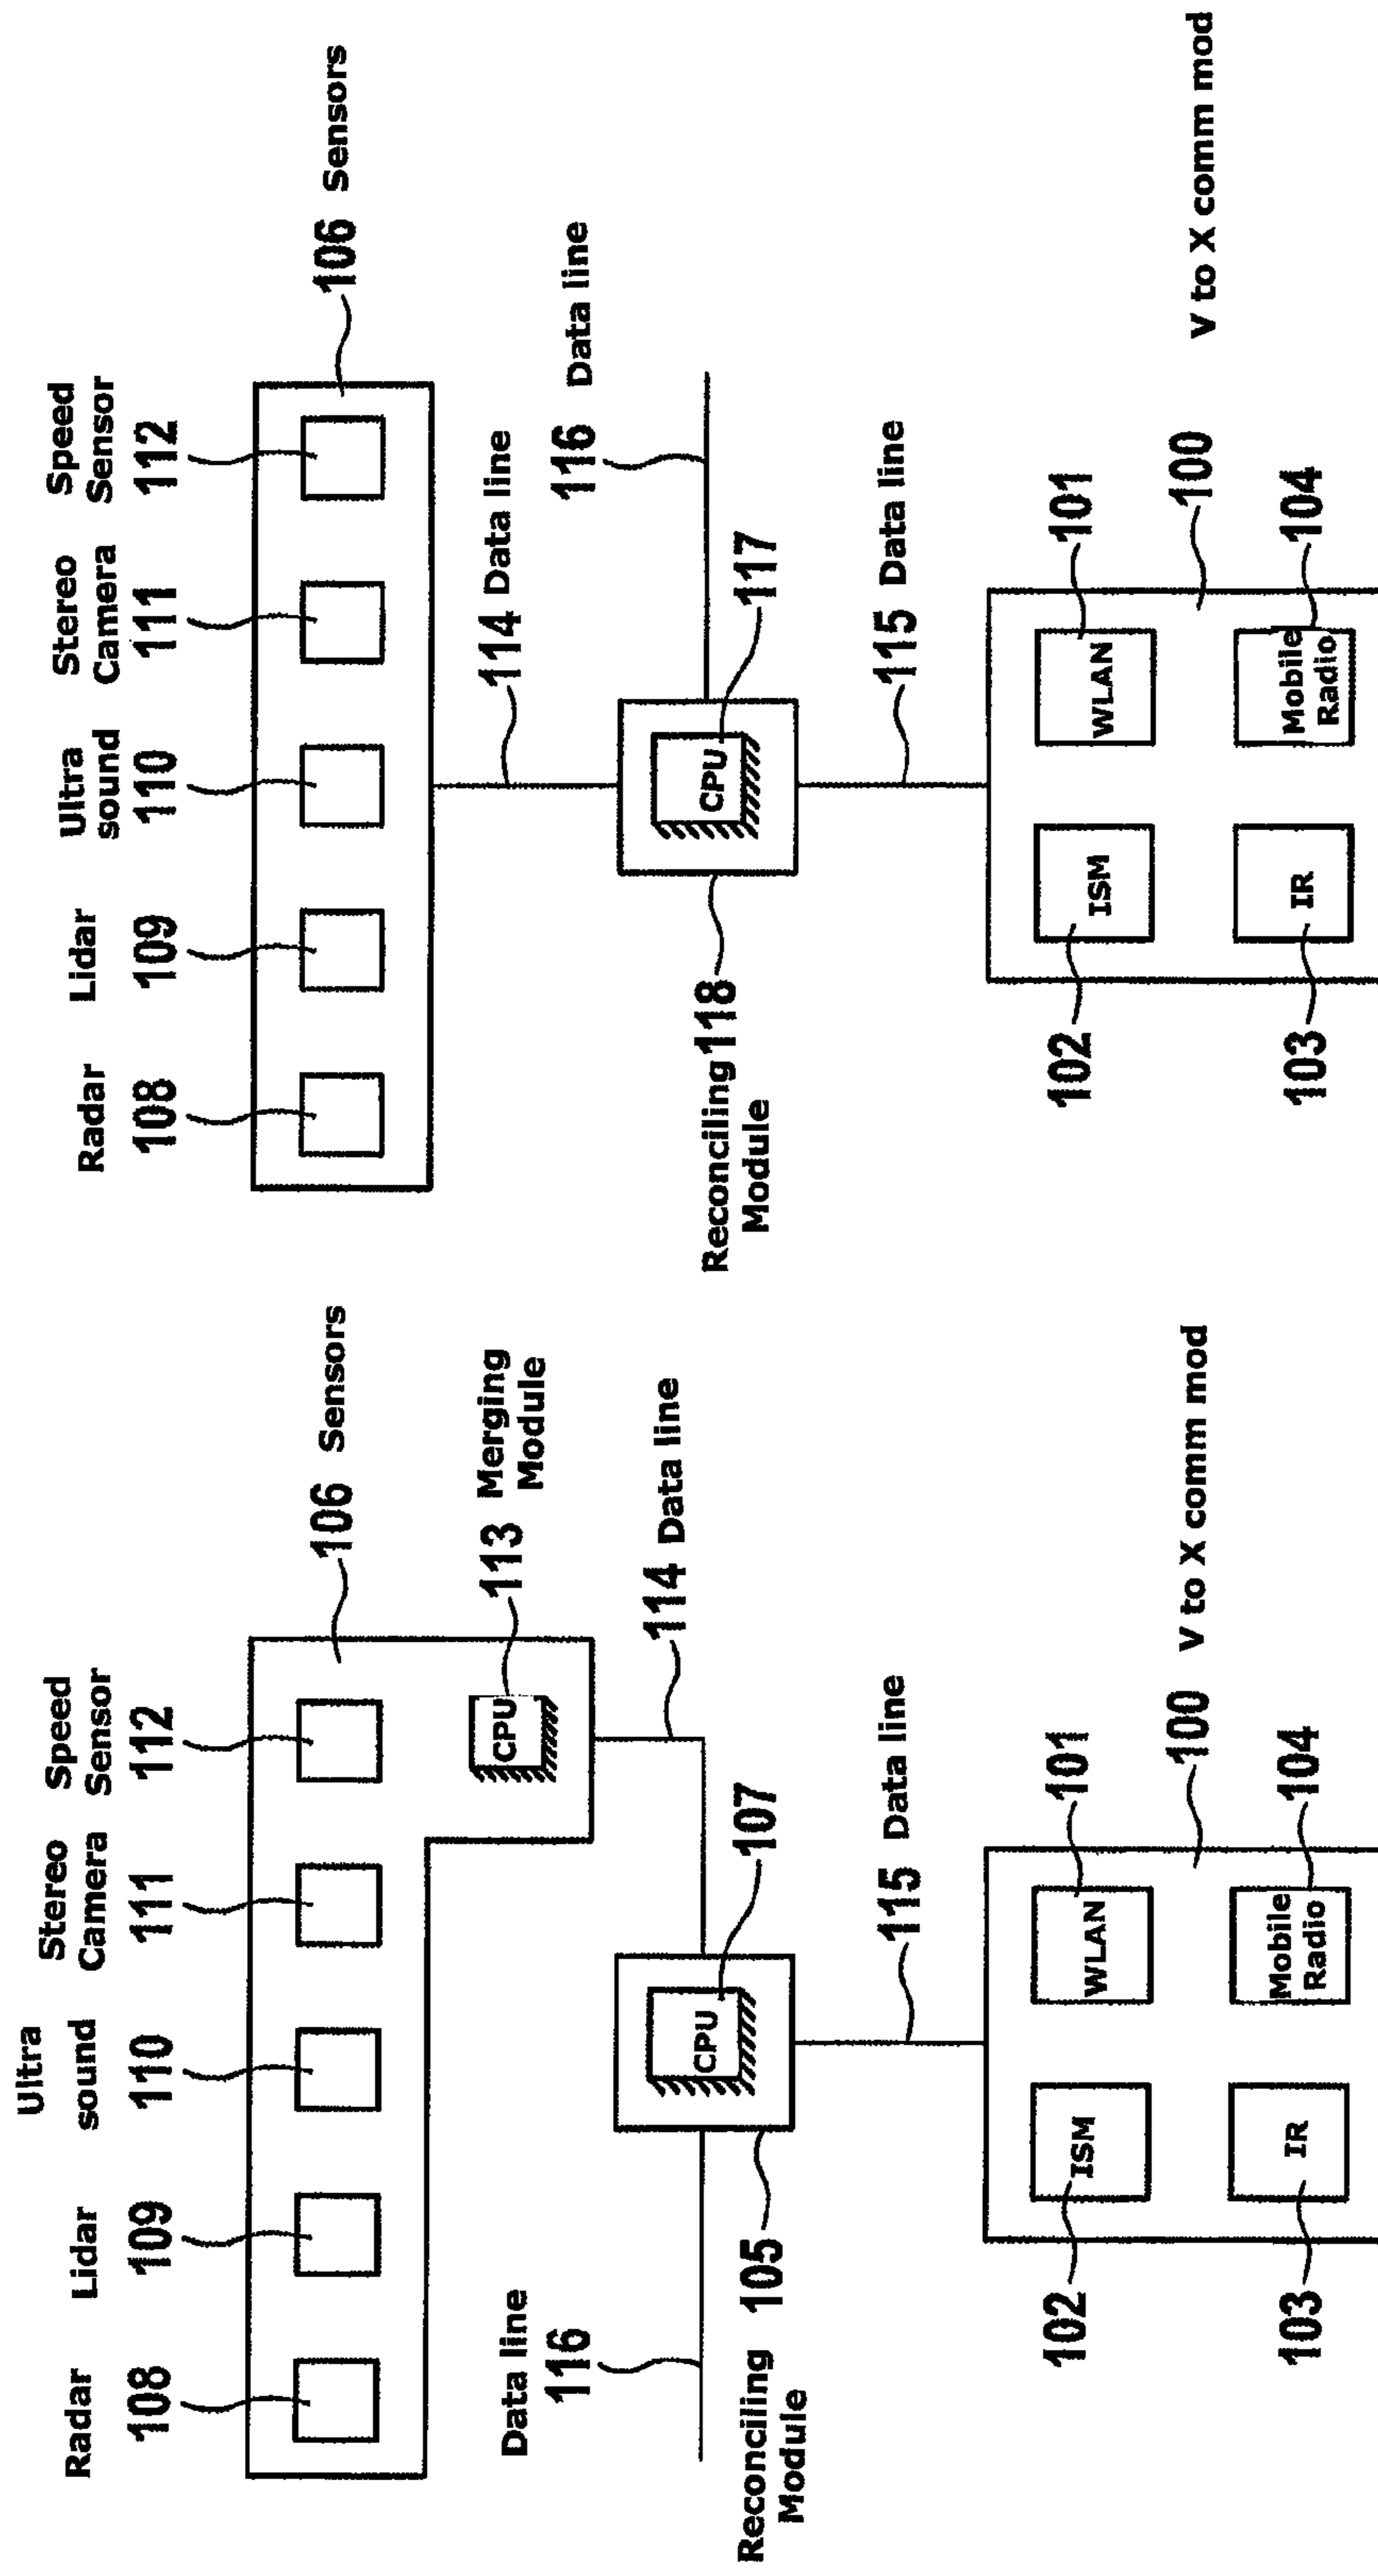 Radar
108
Lidar
109
Ultra
sound
110
Stereo
Camera
111
Speed
Sensor
112
106 Sensors
CPU
113 Merging
Module
114 Data line
Data line
116
CPU
107
Reconciling 105
Module
115 Data line
102
ISM
WLAN
101
100 V to X comm mod
103
IR
Mobile
Radio
104
Radar
108
Lidar
109
Ultra
sound
110
Stereo
Camera
111
Speed
Sensor
112
106 Sensors
114 Data line
116 Data line
CPU
117
Reconciling 118
Module
115 Data line
102
ISM
WLAN
101
100
V to X comm mod
103
IR
Mobile
Radio
104